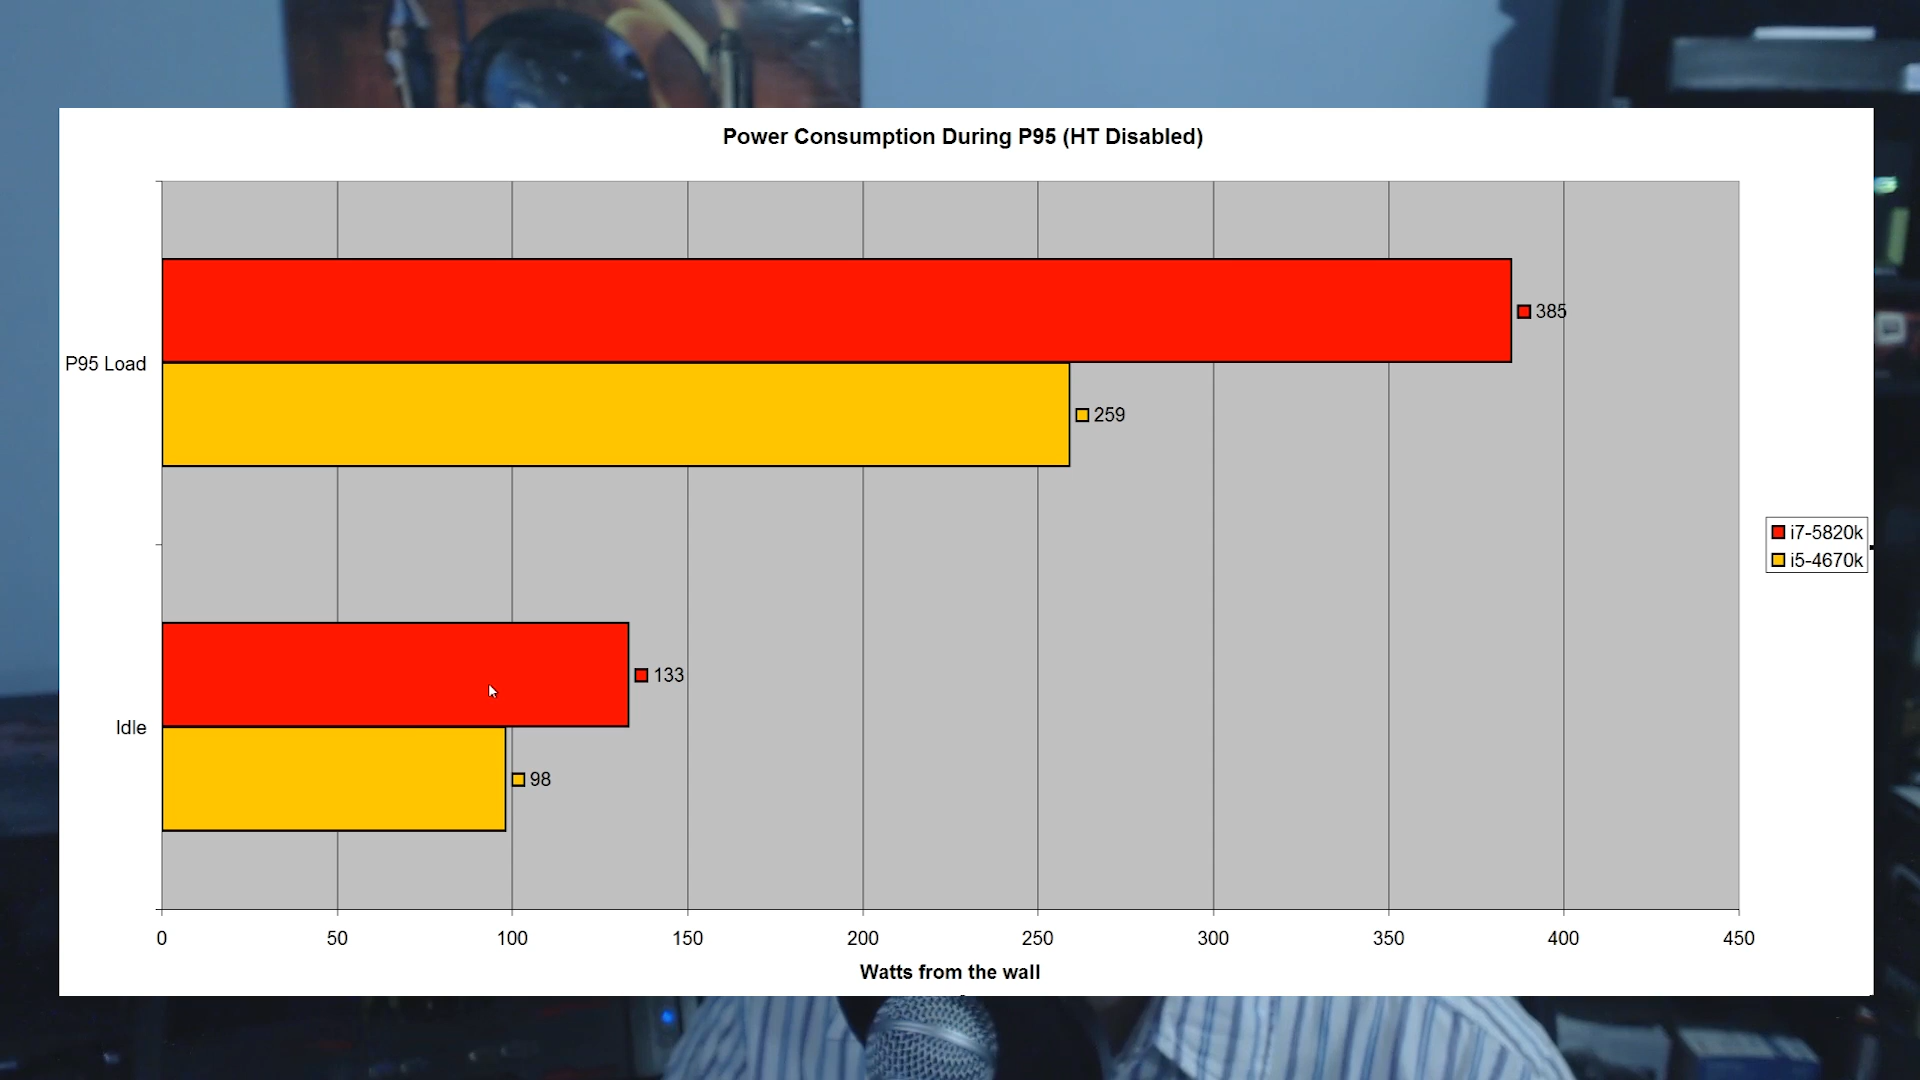 Power Consumption During P95 (HT Disabled)
385
P95 Load
259
i7-5820k
i5-4670k
133
Idle
98
0 50 100 150 200 250 300 350 400 450
Watts from the wall